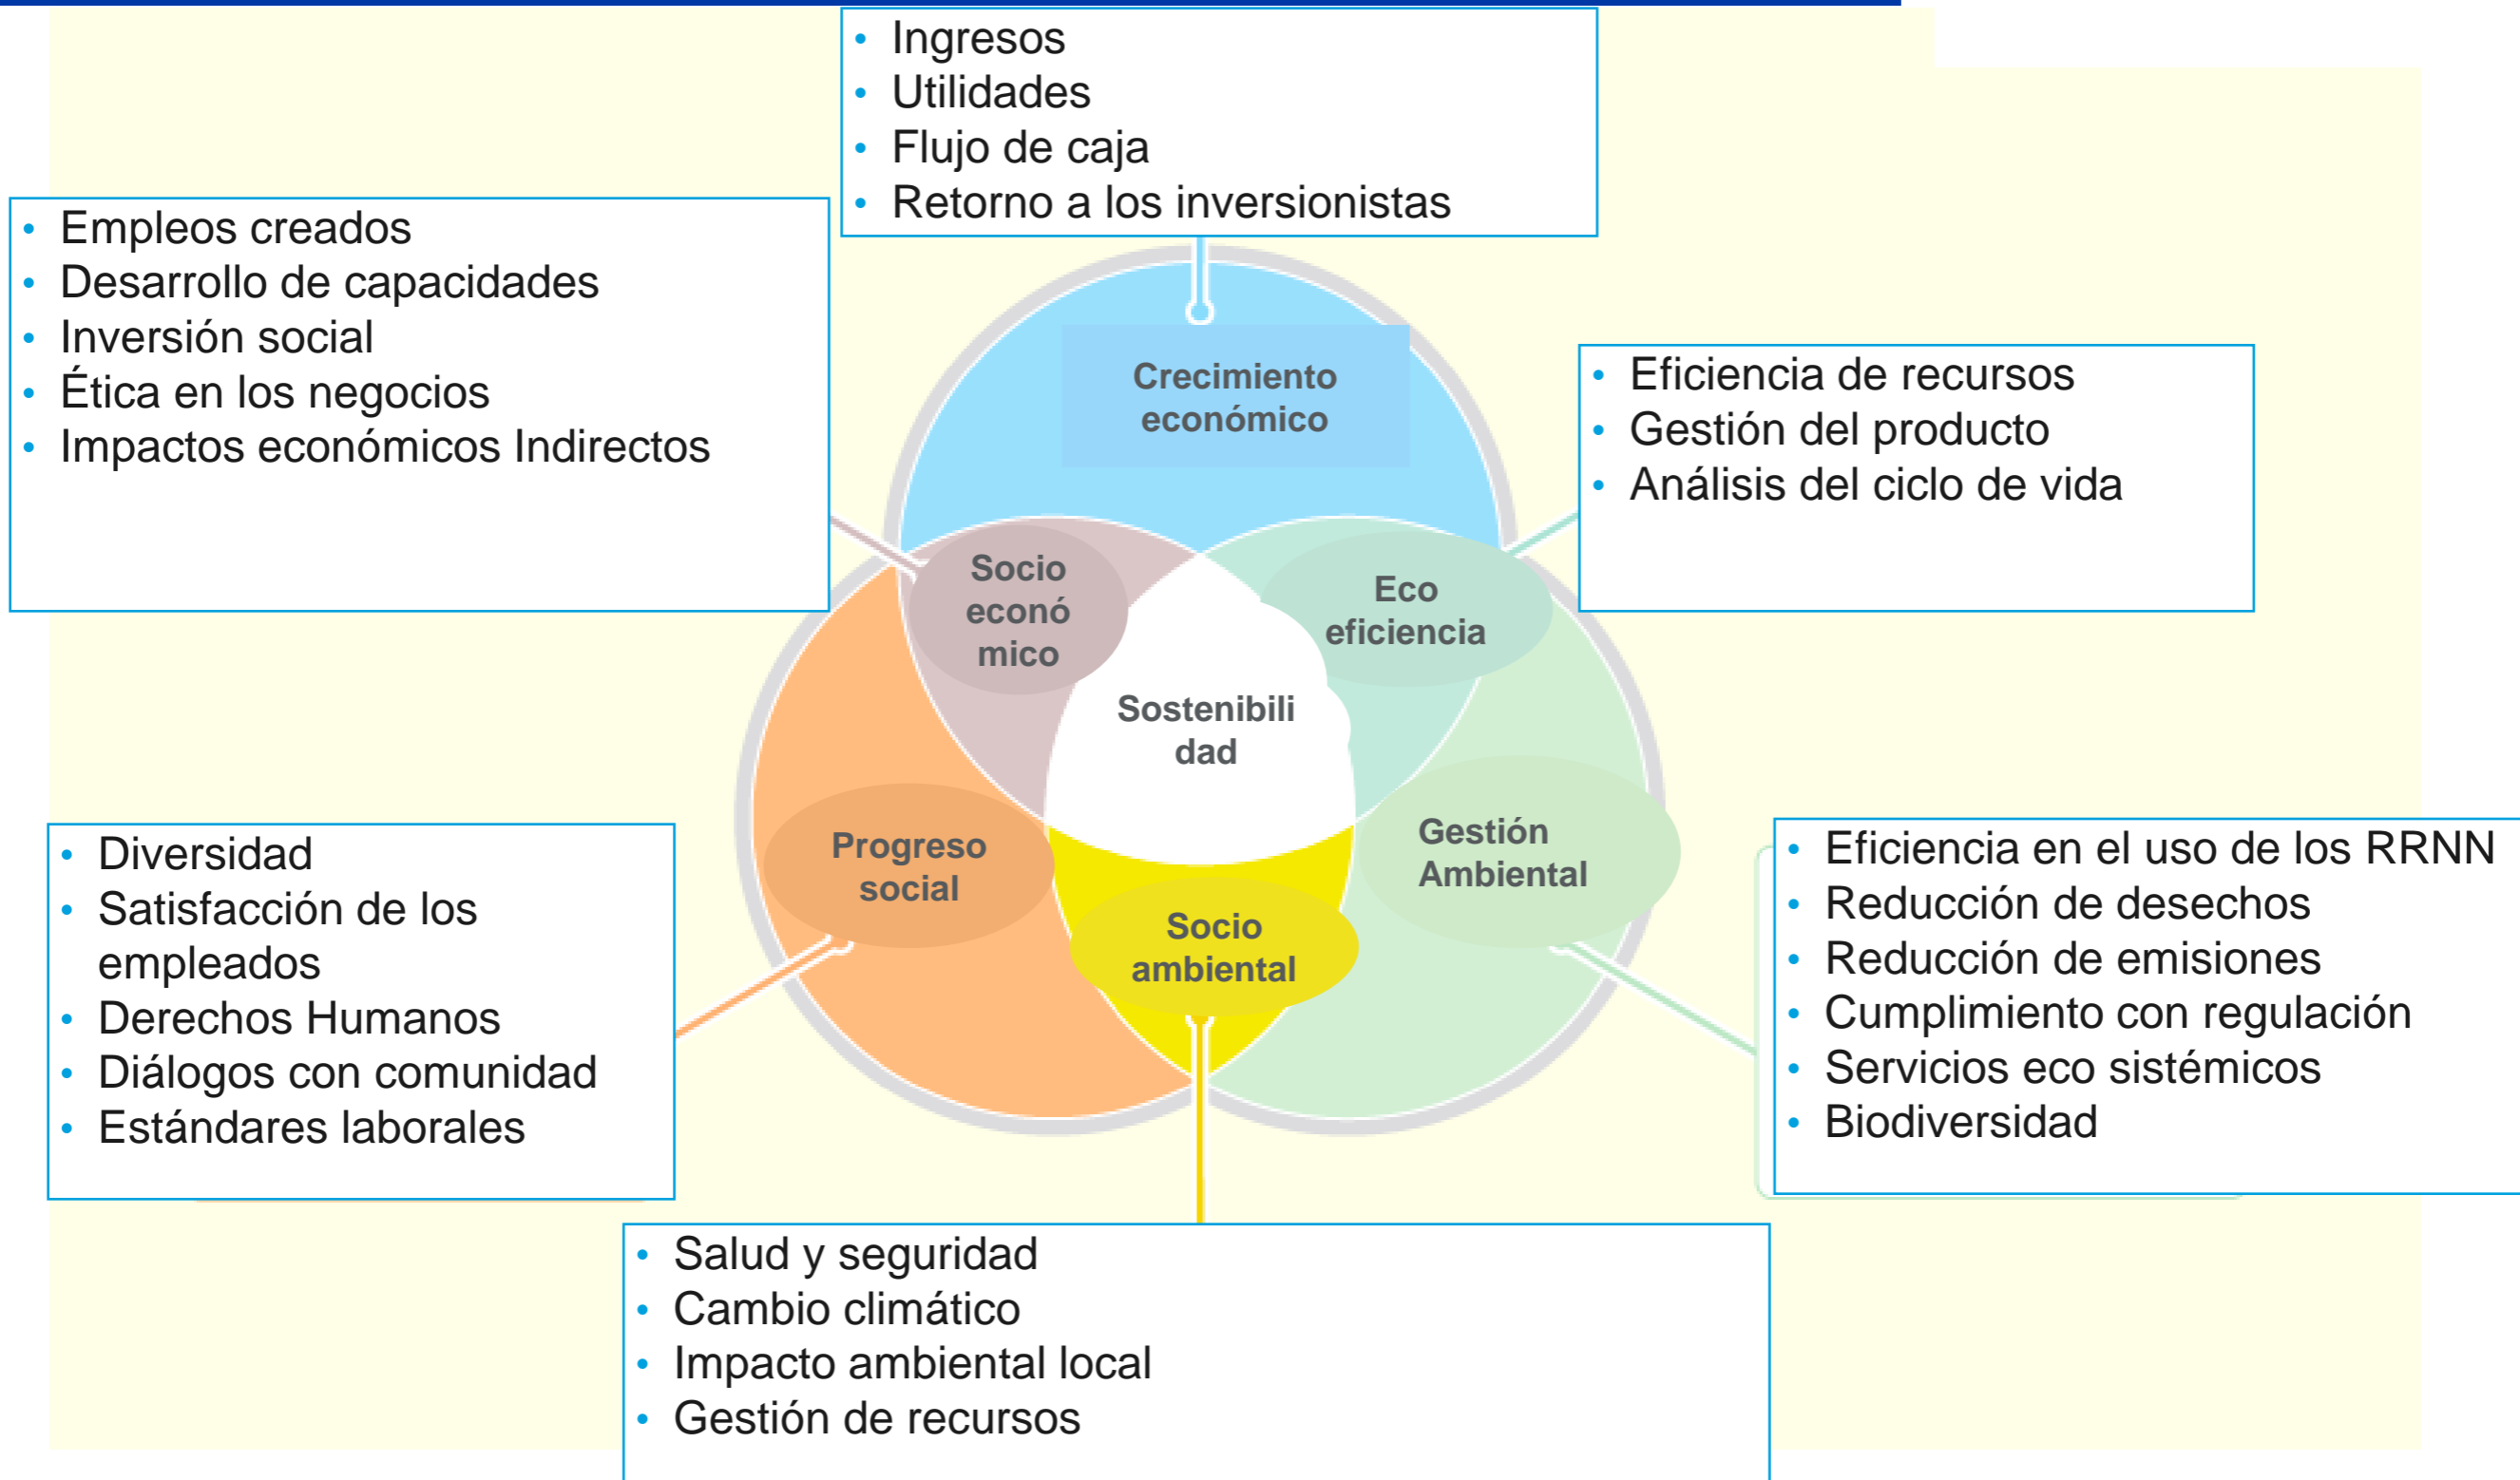 • Ingresos
• Utilidades
• Flujo de caja
• Retorno a los inversionistas
• Empleos creados
• Desarrollo de capacidades
• Inversión social
• Ética en los negocios
• Impactos económicos Indirectos
Crecimiento
económico
• Eficiencia de recursos
• Gestión del producto
• Análisis del ciclo de vida
Socio
econó
mico
Eco
eficiencia
Sostenibili
dad
Progreso
social
Gestión
Ambiental
Socio
ambiental
• Diversidad
• Satisfacción de los
empleados
• Derechos Humanos
• Diálogos con comunidad
• Estándares laborales
• Eficiencia en el uso de los RRNN
• Reducción de desechos
• Reducción de emisiones
• Cumplimiento con regulación
• Servicios eco sistémicos
• Biodiversidad
• Salud y seguridad
• Cambio climático
• Impacto ambiental local
• Gestión de recursos